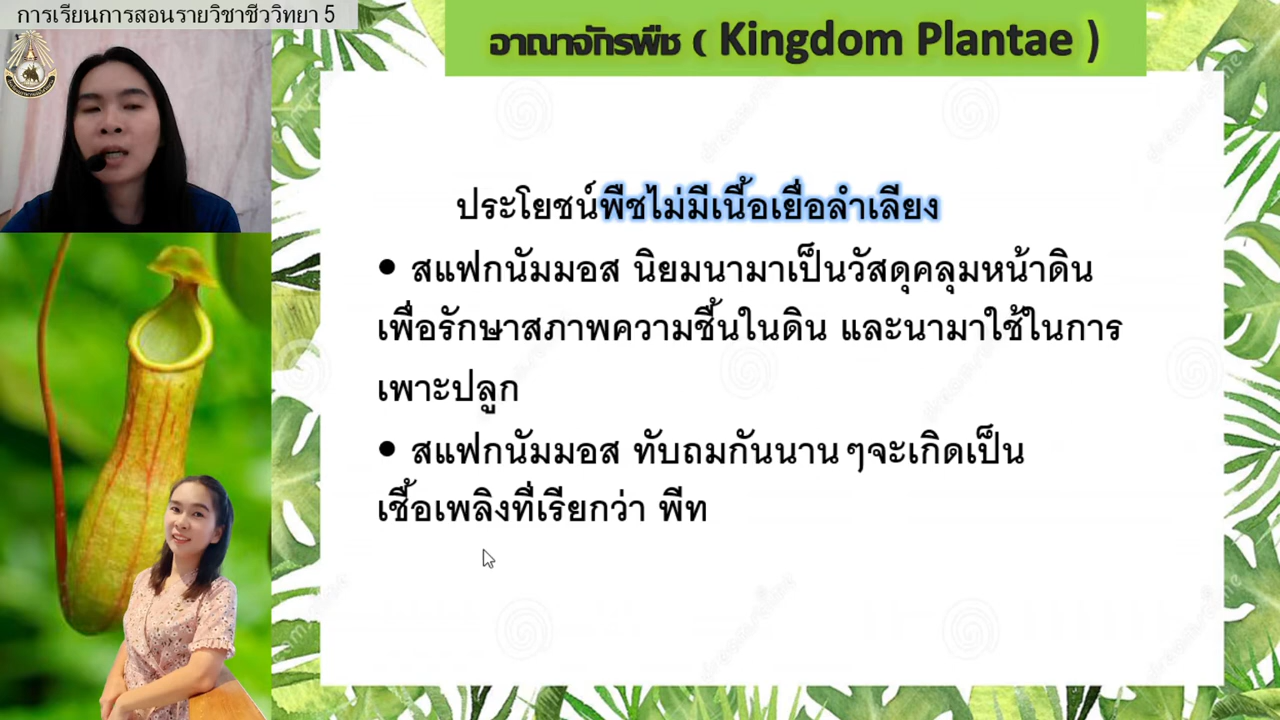 การเรียนการสอนรายวิชาชีววิทยา 5
อาณาจักรพืช ( Kingdom Plantae )
ประโยชน์พืชไม่มีเนื้อเยื่อลำเลียง
• สแฟกนัมมอส นิยมนามาเป็นวัสดุคลุมหน้าดิน
เพื่อรักษาสภาพความชื้นในดิน และนามาใช้ในการ
เพาะปลูก
• สแฟกนัมมอส ทับถมกันนานๆจะเกิดเป็น
เชื้อเพลิงที่เรียกว่า พีท